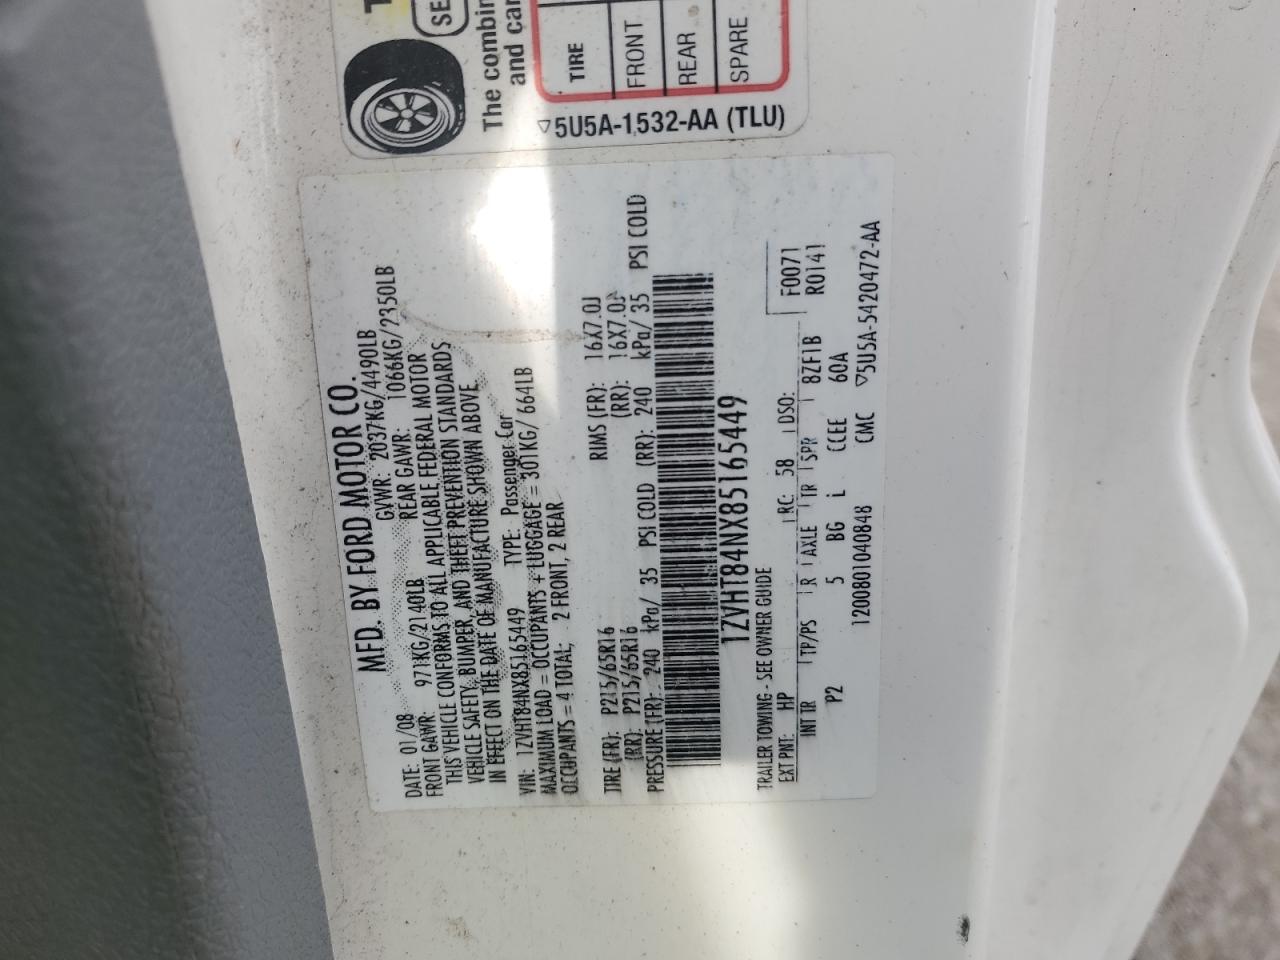 T
SE
The combin
and car
TIRE
FRONT
REAR
SPARE
5U5A-1532-AA (TLU)
MFD. BY FORD MOTOR CO.
DATE: 01/08 GVWR: 2037KG/4490LB
FRONT GAWR: 971KG/2140LB REAR GAWR: 1066KG/2350LB
THIS VEHICLE CONFORMS TO ALL APPLICABLE FEDERAL MOTOR
VEHICLE SAFETY, BUMPER, AND THEFT PREVENTION STANDARDS
IN EFFECT ON THE DATE OF MANUFACTURE SHOWN ABOVE.
VIN: 1ZVHT84NX85165449 TYPE: Passenger Car
MAXIMUM LOAD = OCCUPANTS + LUGGAGE = 301KG/ 664LB
OCCUPANTS = 4 TOTAL; 2 FRONT, 2 REAR
TIRE (FR): P215/65R16 RIMS (FR): 16X7.0J
(RR): P215/65R16 (RR): 16X7.0J
PRESSURE (FR): 240 kPa/ 35 PSI COLD (RR): 240 kPa/ 35 PSI COLD
1ZVHT84NX85165449
TRAILER TOWING - SEE OWNER GUIDE
EXT PNT: HP RC: 58 DSO: F0071
INT TR TP/PS R AXLE TR SPR 8ZF1B R0141
P2 5 BG L CCEE 60A
1200801040848 CMC 5U5A-5420472-AA